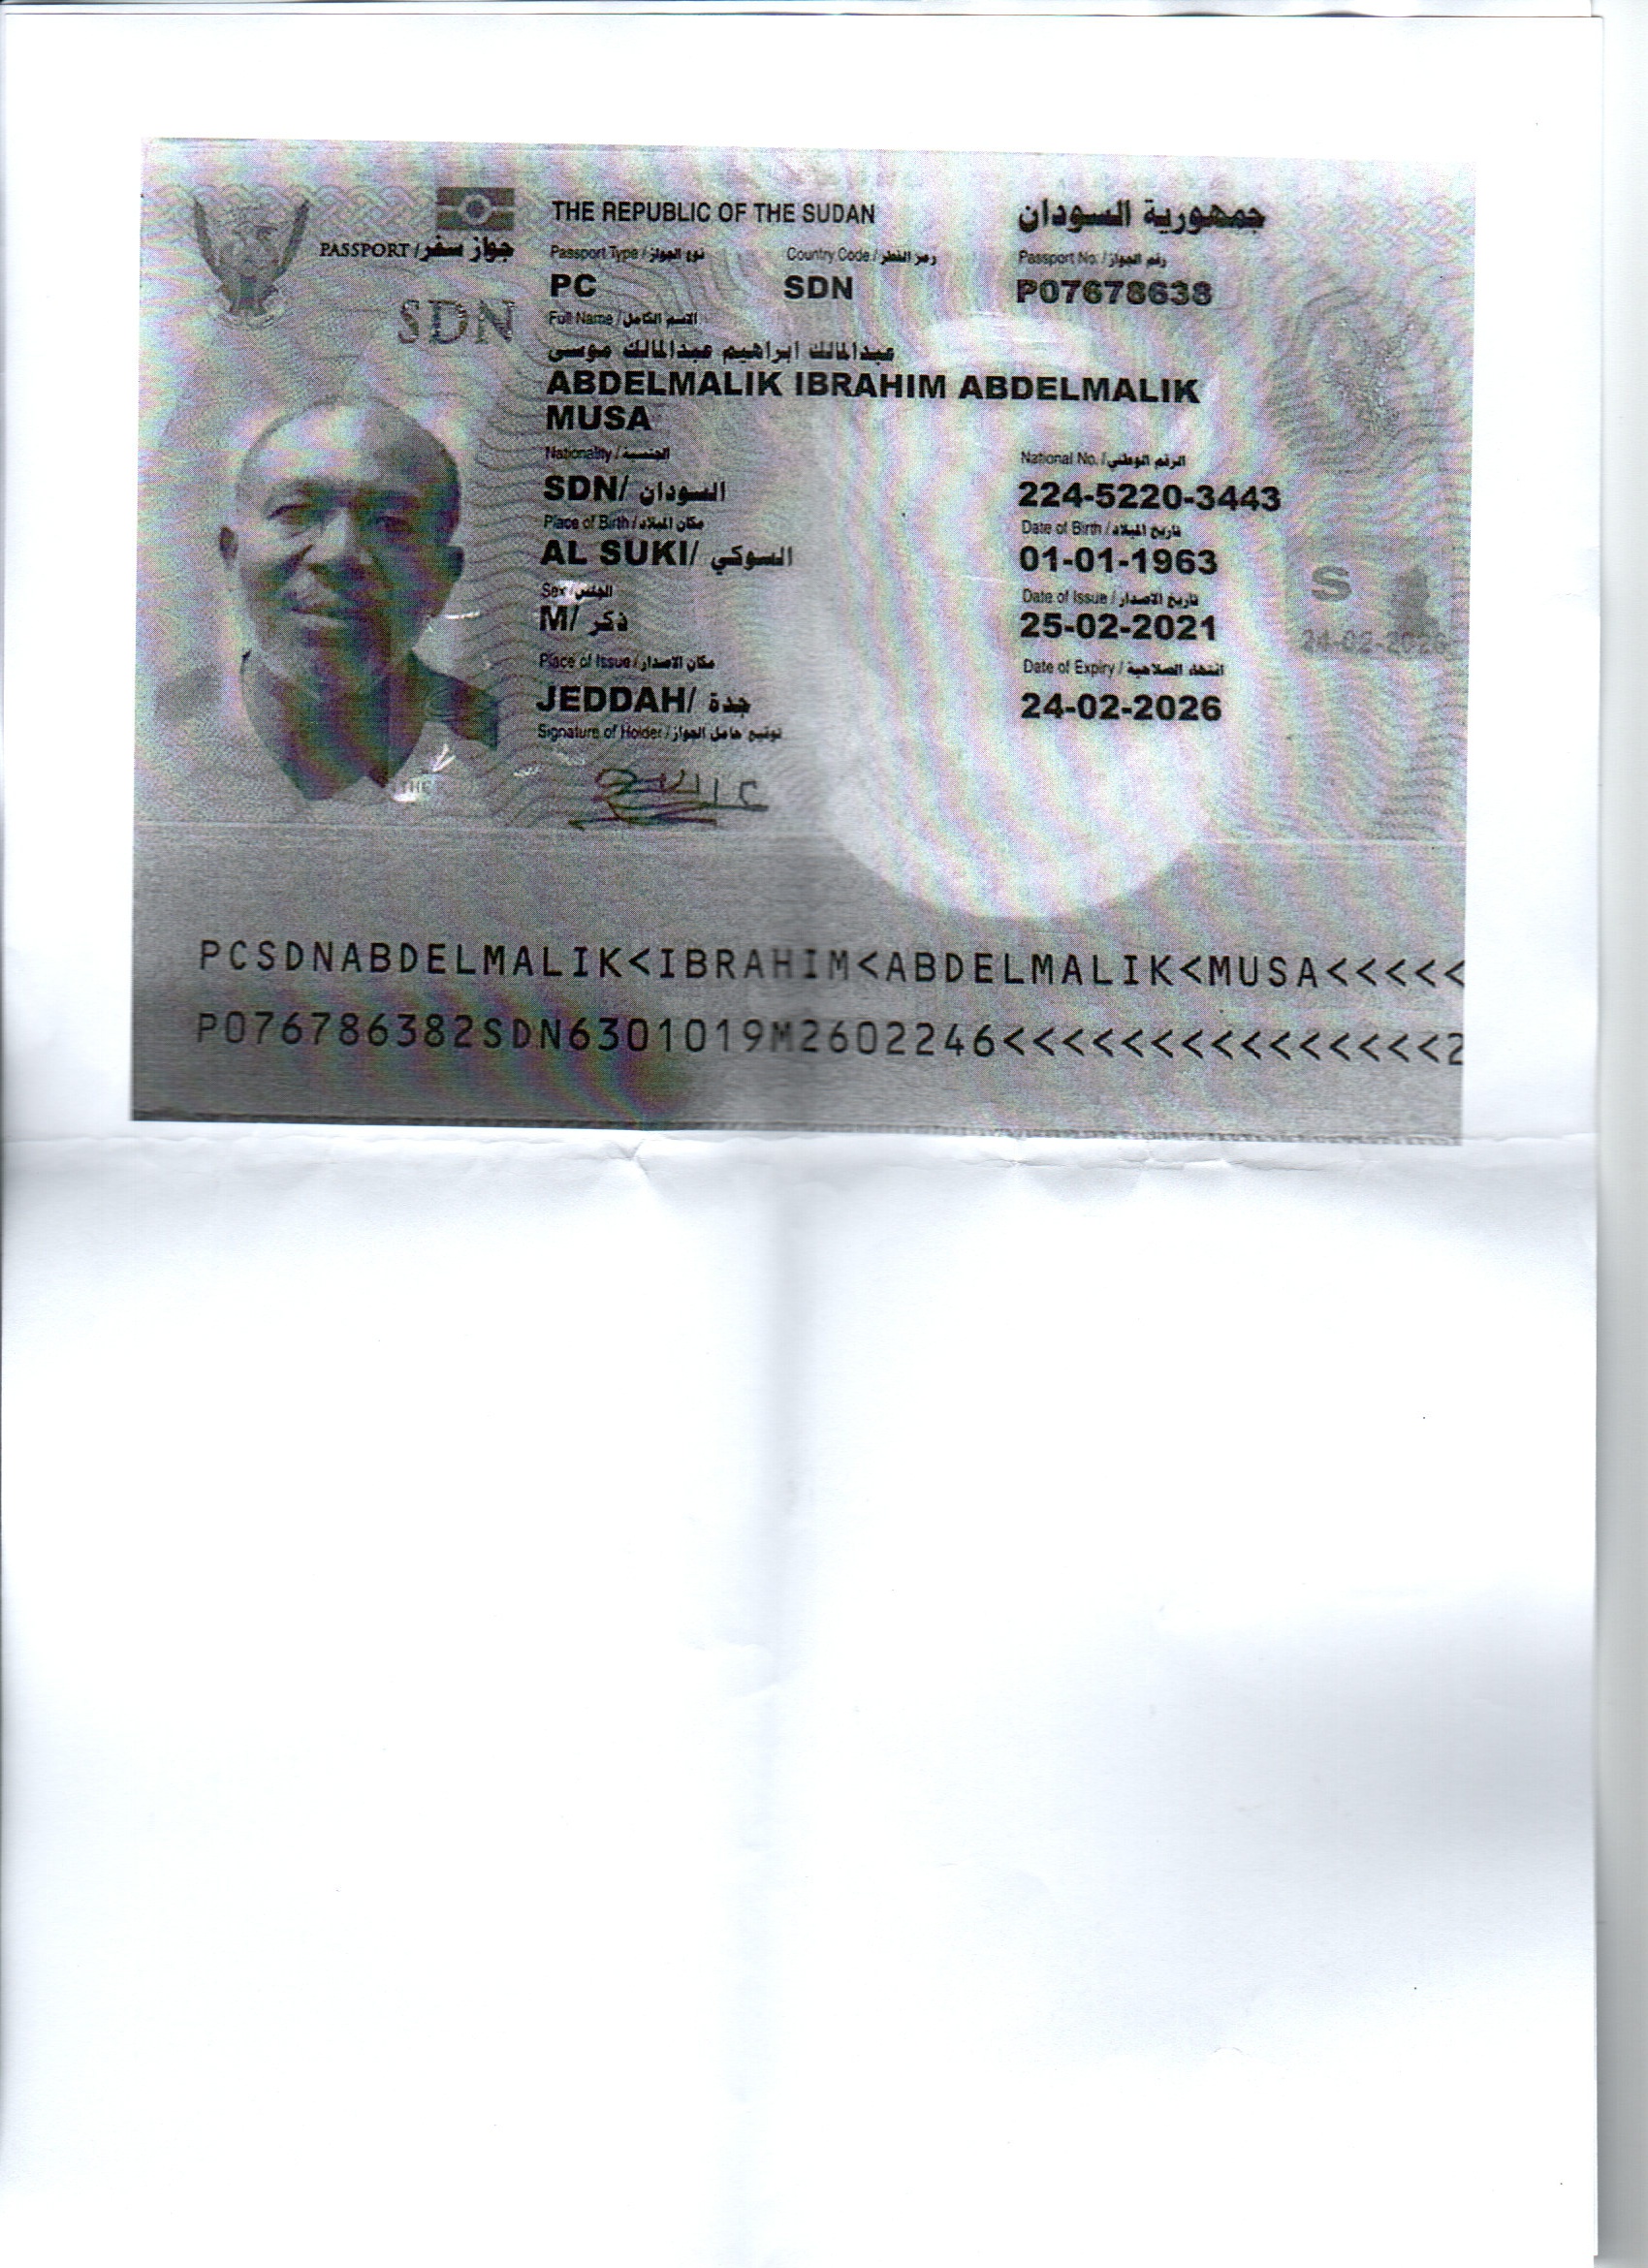 THE REPUBLIC OF THE SUDAN جمهورية السودان
PASSPORT / جواز سفر
SDN
Passport Type / نوع الجواز Country Code / رمز القطر Passport No. / رقم الجواز
PC SDN P07678638
Full Name / الاسم الكامل
عبدالمالك ابراهيم عبدالمالك موسى
ABDELMALIK IBRAHIM ABDELMALIK
MUSA
Nationality / الجنسية National No. / الرقم الوطني
SDN/ السودان 224-5220-3443
Place of Birth / مكان الميلاد Date of Birth / تاريخ الميلاد
AL SUKI/ السوكي 01-01-1963
Sex / الجنس Date of Issue / تاريخ الاصدار
M/ ذكر 25-02-2021
24-02-2026
Place of Issue / مكان الاصدار Date of Expiry / انتهاء الصلاحية
JEDDAH/ جدة 24-02-2026
Signature of Holder / توقيع حامل الجواز
PCSDNABDELMALIK<IBRAHIM<ABDELMALIK<MUSA<<<<<
P076786382SDN6301019M2602246<<<<<<<<<<<<<<<2